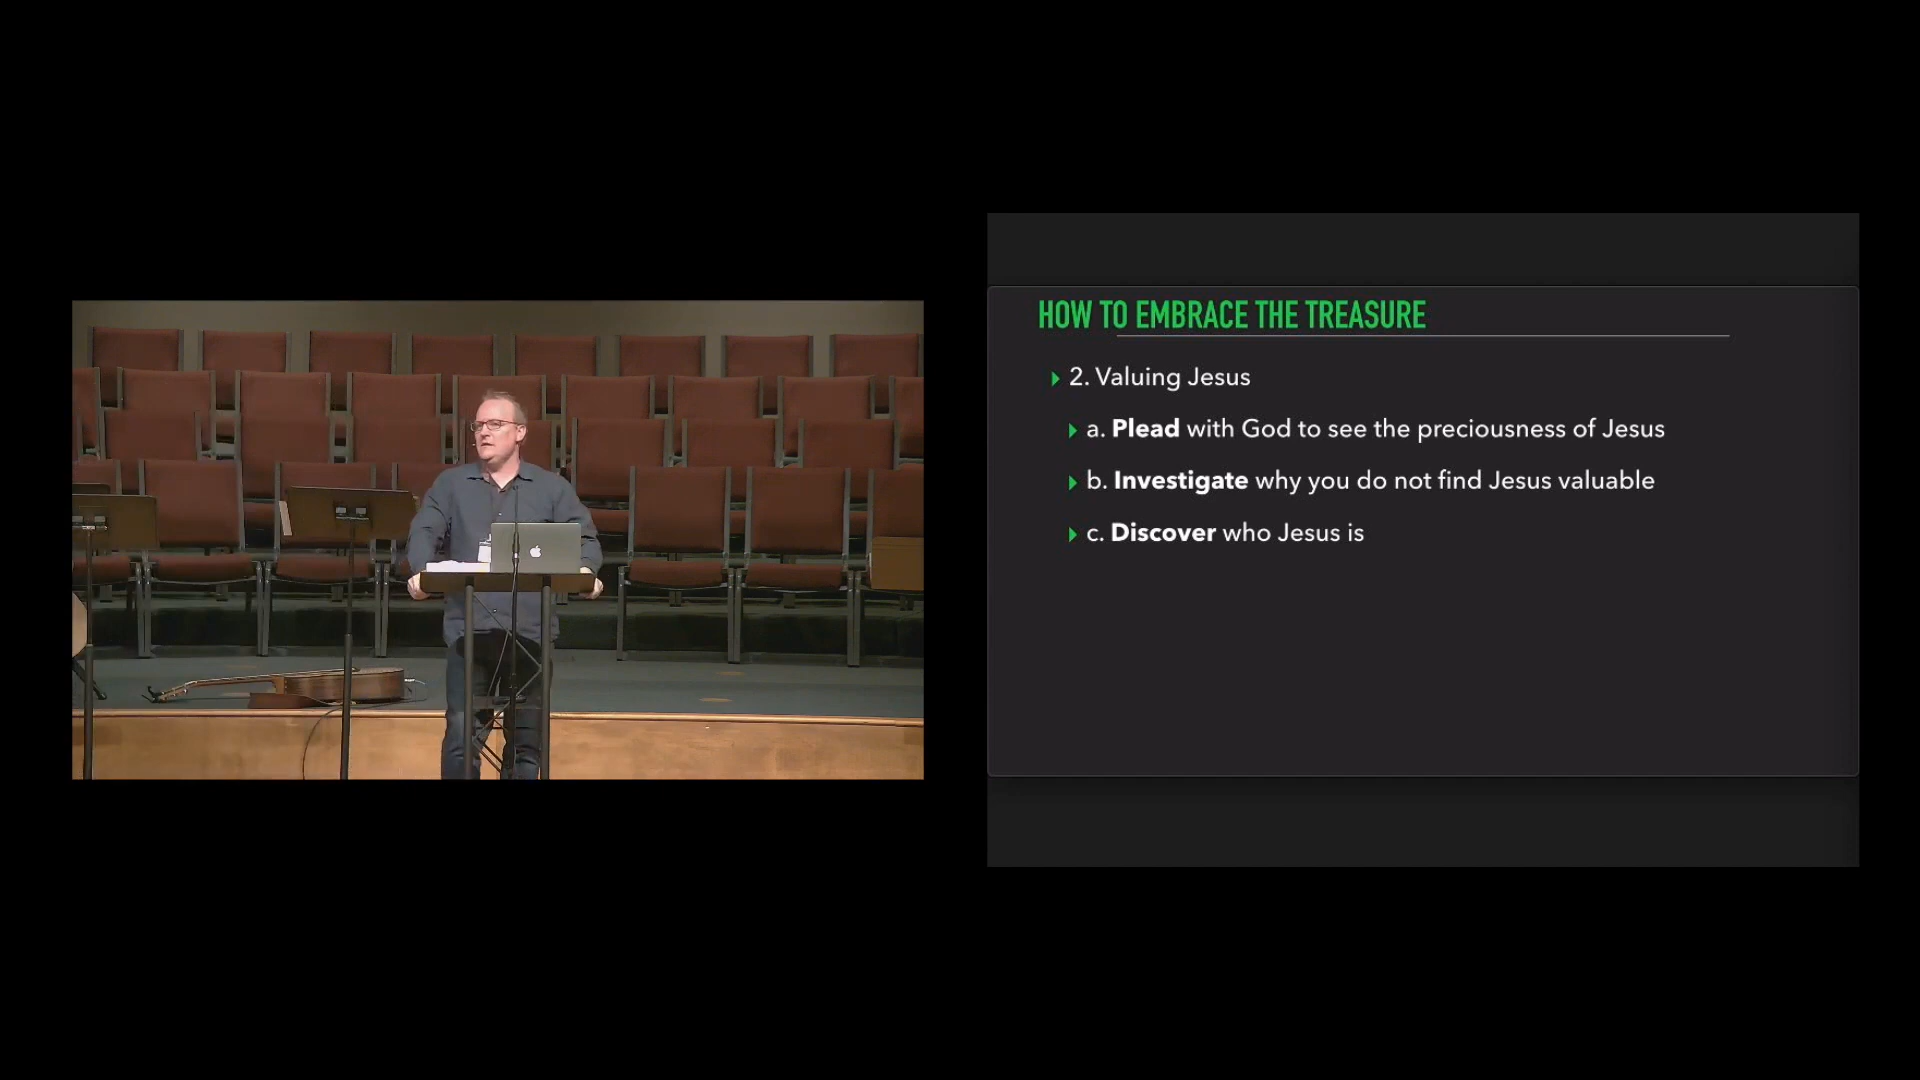 HOW TO EMBRACE THE TREASURE
2. Valuing Jesus
a. Plead with God to see the preciousness of Jesus
b. Investigate why you do not find Jesus valuable
c. Discover who Jesus is